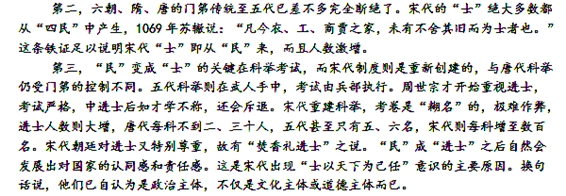 第二，六朝、隋、唐的门第传统至五代已差不多完全断绝了。宋代的“士”绝大多数都
从“四民”中产生，1069年苏辙说：“凡今农、工、商贾之家，未有不舍其旧而为士者也。”
这条铁证足以说明宋代“士”即从“民”来，而且人数激增。
第三，“民”变成“士”的关键在科举考试，而宋代制度则是重新创建的，与唐代科举
仍受门第的控制不同。五代科举则在武人手中，考试由兵部执行。周世宗才开始重视进士，
考试严格，中进士后如才学不称，还会斥退。宋代重建科举，考卷是“糊名”的，极难作弊，
进士人数则大增，唐代每科不到二、三十人，五代甚至只有五、六名，宋代则每科增至数百
名。宋代朝廷对进士又特别尊重，故有“焚香礼进士”之说。“民”成“进士”之后自然会
发展出对国家的认同感和责任感。这是宋代出现“士以天下为己任”意识的主要原因。换句
话说，他们已自认为是政治主体，不仅是文化主体或道德主体而已。